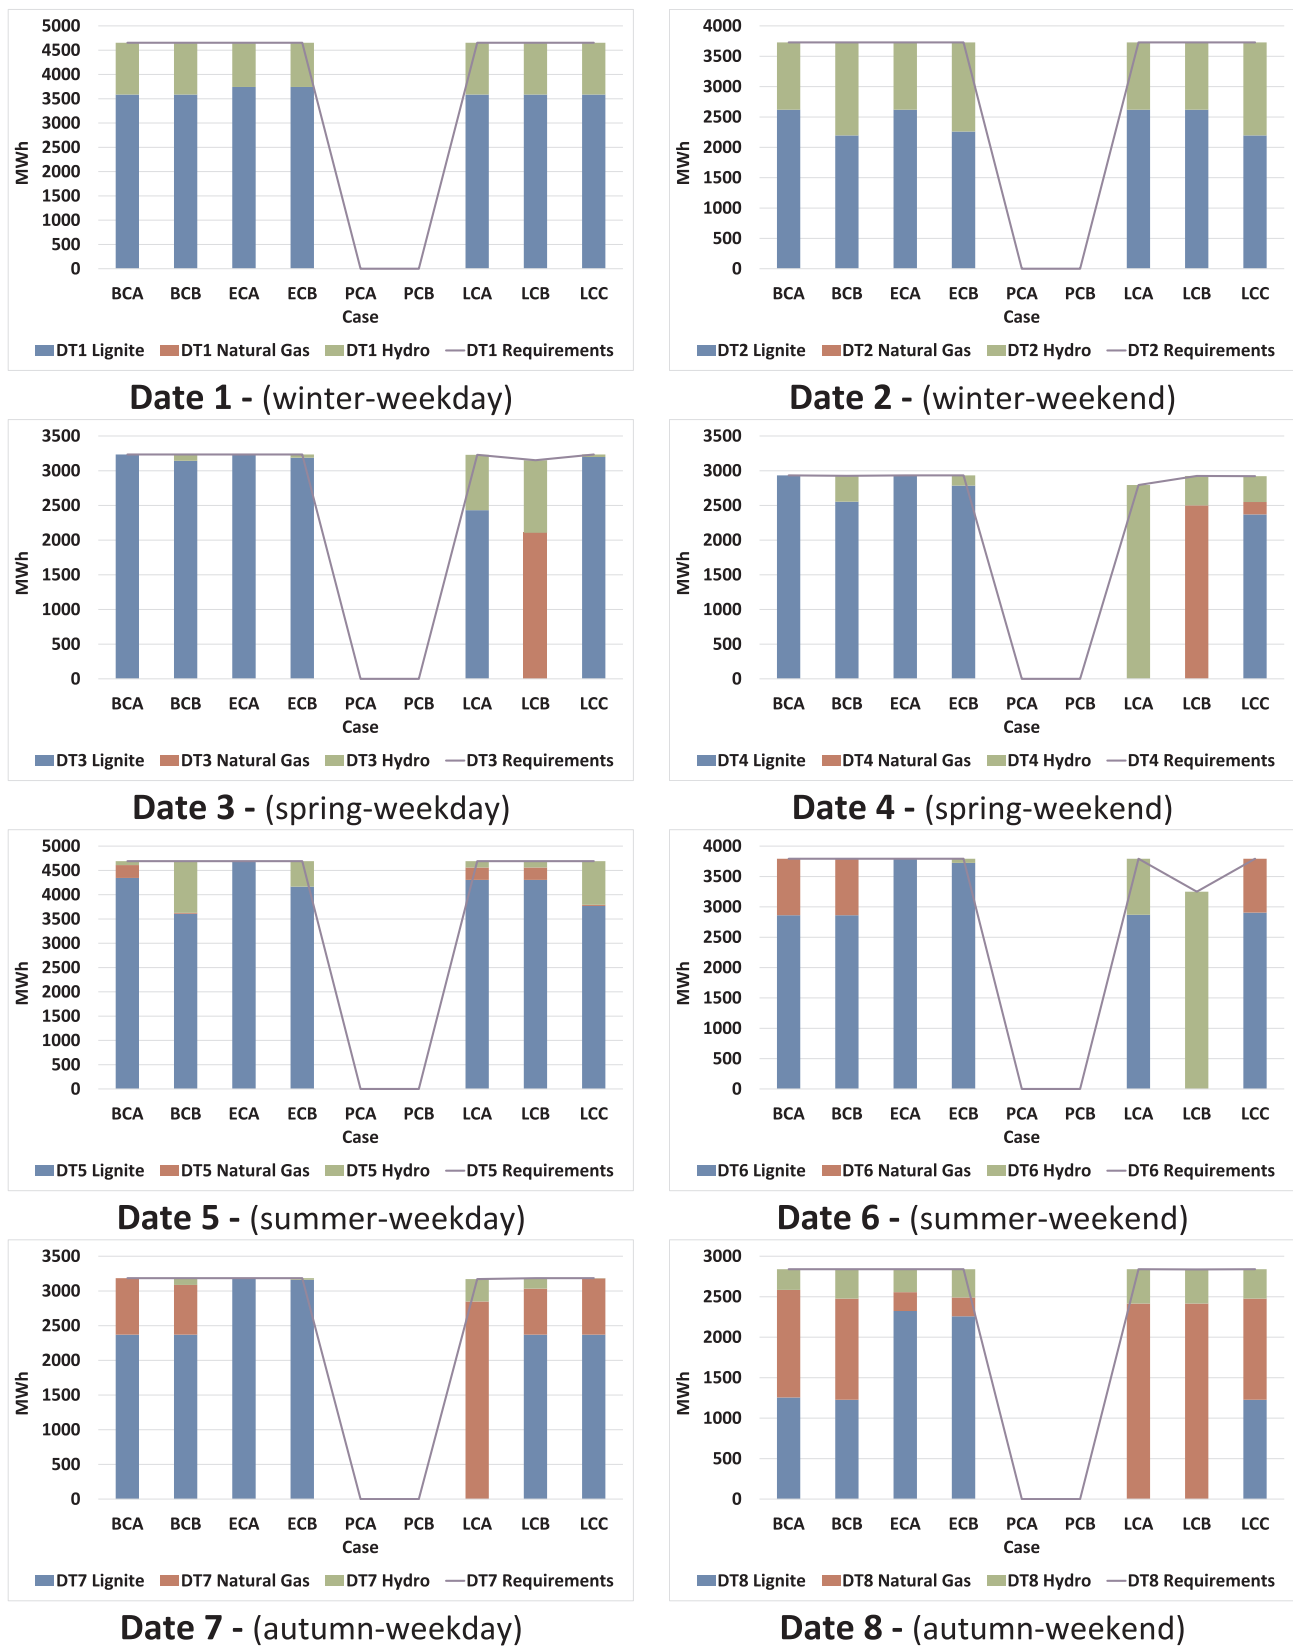 5000
4500
4000
3500
3000
2500
2000
1500
1000
500
0
MWh
BCA BCB ECA ECB PCA PCB LCA LCB LCC
Case
DT1 Lignite DT1 Natural Gas DT1 Hydro DT1 Requirements
Date 1 - (winter-weekday)
4000
3500
3000
2500
2000
1500
1000
500
0
MWh
BCA BCB ECA ECB PCA PCB LCA LCB LCC
Case
DT2 Lignite DT2 Natural Gas DT2 Hydro DT2 Requirements
Date 2 - (winter-weekend)
3500
3000
2500
2000
1500
1000
500
0
MWh
BCA BCB ECA ECB PCA PCB LCA LCB LCC
Case
DT3 Lignite DT3 Natural Gas DT3 Hydro DT3 Requirements
Date 3 - (spring-weekday)
3500
3000
2500
2000
1500
1000
500
0
MWh
BCA BCB ECA ECB PCA PCB LCA LCB LCC
Case
DT4 Lignite DT4 Natural Gas DT4 Hydro DT4 Requirements
Date 4 - (spring-weekend)
5000
4500
4000
3500
3000
2500
2000
1500
1000
500
0
MWh
BCA BCB ECA ECB PCA PCB LCA LCB LCC
Case
DT5 Lignite DT5 Natural Gas DT5 Hydro DT5 Requirements
Date 5 - (summer-weekday)
4000
3500
3000
2500
2000
1500
1000
500
0
MWh
BCA BCB ECA ECB PCA PCB LCA LCB LCC
Case
DT6 Lignite DT6 Natural Gas DT6 Hydro DT6 Requirements
Date 6 - (summer-weekend)
3500
3000
2500
2000
1500
1000
500
0
MWh
BCA BCB ECA ECB PCA PCB LCA LCB LCC
Case
DT7 Lignite DT7 Natural Gas DT7 Hydro DT7 Requirements
Date 7 - (autumn-weekday)
3000
2500
2000
1500
1000
500
0
MWh
BCA BCB ECA ECB PCA PCB LCA LCB LCC
Case
DT8 Lignite DT8 Natural Gas DT8 Hydro DT8 Requirements
Date 8 - (autumn-weekend)